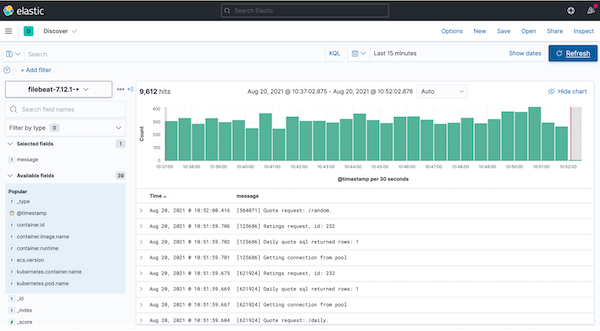 elastic
Search Elastic
D Discover
Options New Save Open Share Inspect
Search KQL Last 15 minutes Show dates Refresh
+ Add filter
filebeat-7.12.1-*
Search field names
Filter by type 0
Selected fields 1
t message
Available fields 39
Popular
t _type
@timestamp
t container.id
t container.image.name
t container.runtime
t ecs.version
t kubernetes.container.name
t kubernetes.pod.name
t _id
t _index
# _score
9,612 hits
Aug 20, 2021 @ 10:37:02.875 - Aug 20, 2021 @ 10:52:02.876 Auto Hide chart
Count
400
300
200
100
0
10:37:00 10:38:00 10:39:00 10:40:00 10:41:00 10:42:00 10:43:00 10:44:00 10:45:00 10:46:00 10:47:00 10:48:00 10:49:00 10:50:00 10:51:00 10:52:00
@timestamp per 30 seconds
Time message
Aug 20, 2021 @ 10:52:00.416 [564871] Quote request: /random.
Aug 20, 2021 @ 10:51:59.706 [125686] Ratings request, id: 232
Aug 20, 2021 @ 10:51:59.702 [125686] Daily quote sql returned rows: 1
Aug 20, 2021 @ 10:51:59.701 [125686] Getting connection from pool
Aug 20, 2021 @ 10:51:59.675 [621924] Ratings request, id: 232
Aug 20, 2021 @ 10:51:59.669 [621924] Daily quote sql returned rows: 1
Aug 20, 2021 @ 10:51:59.667 [621924] Getting connection from pool
Aug 20, 2021 @ 10:51:59.604 [621924] Quote request: /daily.